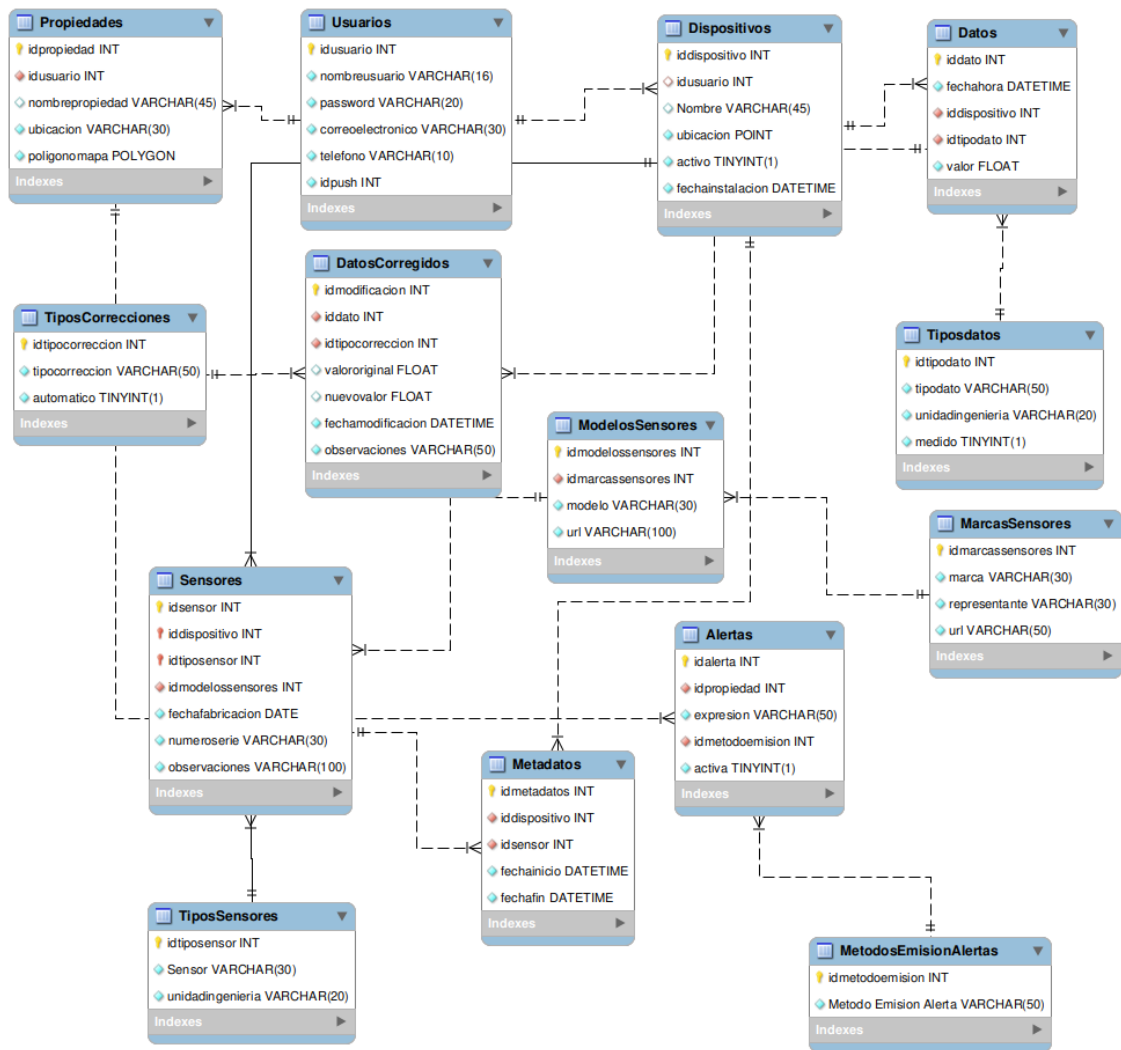 Propiedades
idpropiedad INT
idusuario INT
nombrepropiedad VARCHAR(45)
ubicacion VARCHAR(30)
poligonomapa POLYGON
Indexes
Usuarios
idusuario INT
nombreusuario VARCHAR(16)
password VARCHAR(20)
correoelectronico VARCHAR(30)
telefono VARCHAR(10)
idpush INT
Indexes
Dispositivos
iddispositivo INT
idusuario INT
Nombre VARCHAR(45)
ubicacion POINT
activo TINYINT(1)
fechainstalacion DATETIME
Indexes
Datos
iddato INT
fechahora DATETIME
iddispositivo INT
idtipodato INT
valor FLOAT
Indexes
DatosCorregidos
idmodificacion INT
iddato INT
idtipocorreccion INT
valororiginal FLOAT
nuevovalor FLOAT
fechamodificacion DATETIME
observaciones VARCHAR(50)
Indexes
TiposCorrecciones
idtipocorreccion INT
tipocorreccion VARCHAR(50)
automatico TINYINT(1)
Indexes
Tiposdatos
idtipodato INT
tipodato VARCHAR(50)
unidadingenieria VARCHAR(20)
medido TINYINT(1)
Indexes
ModelosSensores
idmodelossensores INT
idmarcassensores INT
modelo VARCHAR(30)
url VARCHAR(100)
Indexes
MarcasSensores
idmarcassensores INT
marca VARCHAR(30)
representante VARCHAR(30)
url VARCHAR(50)
Indexes
Sensores
idsensor INT
iddispositivo INT
idtiposensor INT
idmodelossensores INT
fechafabricacion DATE
numeroserie VARCHAR(30)
observaciones VARCHAR(100)
Indexes
Alertas
idalerta INT
idpropiedad INT
expresion VARCHAR(50)
idmetodoemision INT
activa TINYINT(1)
Indexes
Metadatos
idmetadatos INT
iddispositivo INT
idsensor INT
fechainicio DATETIME
fechafin DATETIME
Indexes
TiposSensores
idtiposensor INT
Sensor VARCHAR(30)
unidadingenieria VARCHAR(20)
Indexes
MetodosEmisionAlertas
idmetodoemision INT
Metodo Emision Alerta VARCHAR(50)
Indexes